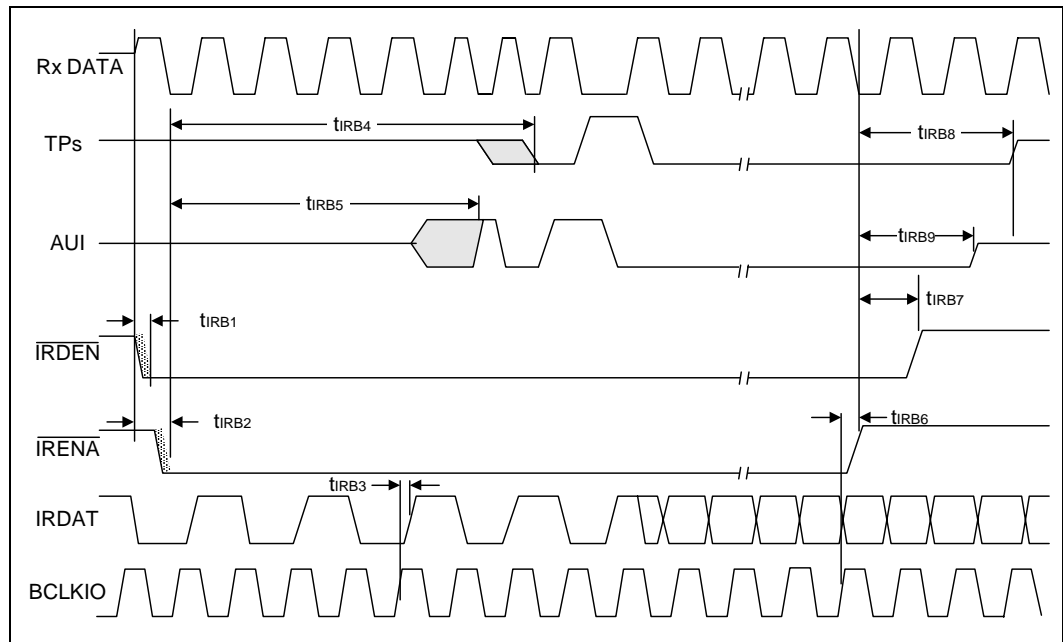 Rx DATA
tIRB4
tIRB8
TPs
tIRB5
AUI
tIRB9
tIRB7
tIRB1
IRDEN
tIRB2
tIRB6
IRENA
tIRB3
IRDAT
BCLKIO